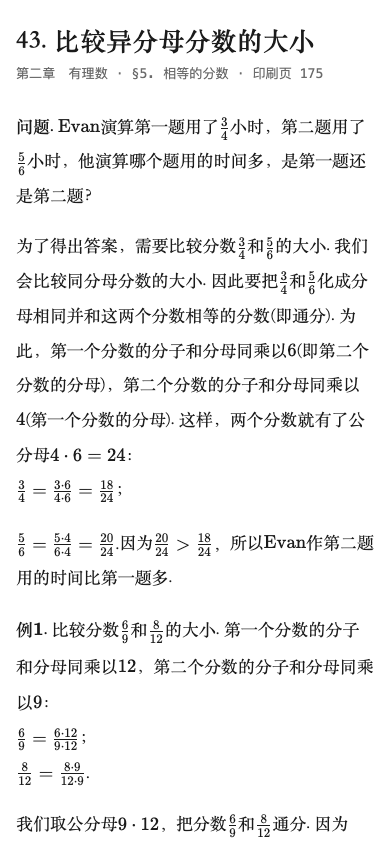 43. 比较异分母分数的大小
第二章 有理数 · §5. 相等的分数 · 印刷页 175
问题. Evan演算第一题用了3/4小时，第二题用了
5/6小时，他演算哪个题用的时间多，是第一题还
是第二题?
为了得出答案，需要比较分数3/4和5/6的大小. 我们
会比较同分母分数的大小. 因此要把3/4和5/6化成分
母相同并和这两个分数相等的分数(即通分). 为
此，第一个分数的分子和分母同乘以6(即第二个
分数的分母)，第二个分数的分子和分母同乘以
4(第一个分数的分母). 这样，两个分数就有了公
分母4 · 6 = 24:
3/4 = 3·6/4·6 = 18/24;
5/6 = 5·4/6·4 = 20/24.因为20/24 > 18/24，所以Evan作第二题
用的时间比第一题多.
例1. 比较分数6/9和8/12的大小. 第一个分数的分子
和分母同乘以12，第二个分数的分子和分母同乘
以9:
6/9 = 6·12/9·12;
8/12 = 8·9/12·9.
我们取公分母9 · 12，把分数6/9和8/12通分. 因为